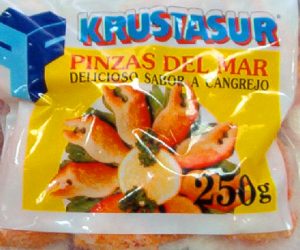 KRUSTASUR
PINZAS DEL MAR
DELICIOSO SABOR A CANGREJO
250g